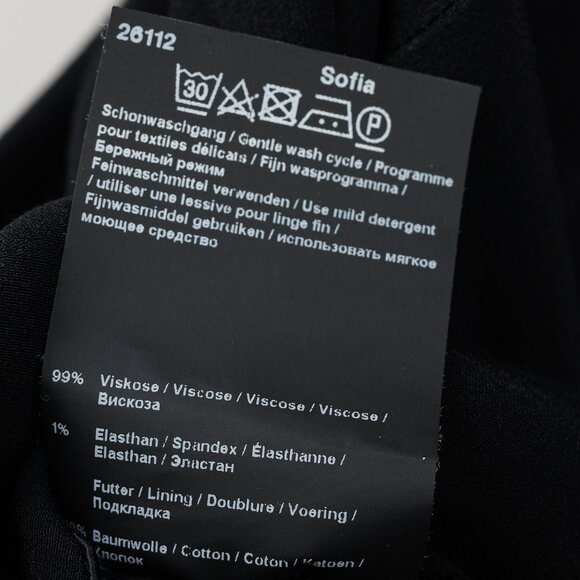 26112
Sofia
30
P
Schonwaschgang / Gentle wash cycle / Programme
pour textiles délicats / Fijn wasprogramma /
Бережный режим
Feinwaschmittel verwenden / Use mild detergent
/ utiliser une lessive pour linge fin /
Fijnwasmiddel gebruiken / использовать мягкое
моющее средство
99% Viskose / Viscose / Viscose / Viscose /
Вискоза
1% Elasthan / Spandex / Élasthanne /
Elasthan / Эластан
Futter / Lining / Doublure / Voering /
Подкладка
Baumwolle / Cotton / Coton / Katoen /
Хлопок